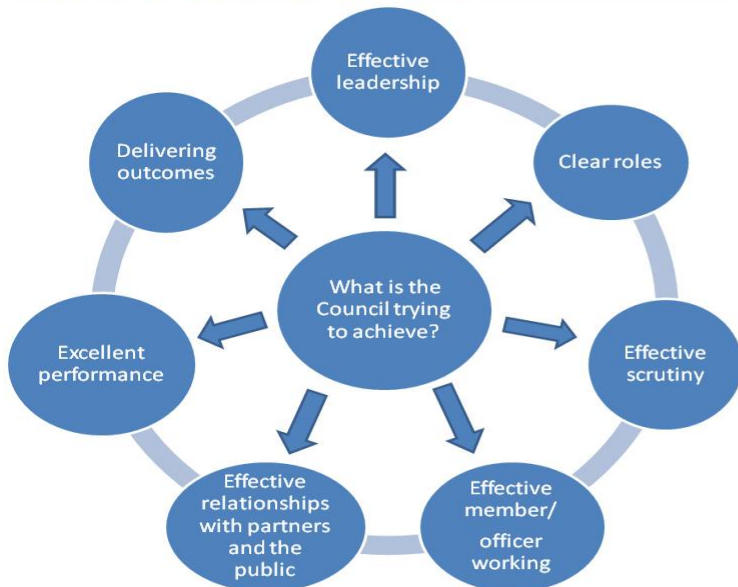 Effective
leadership
Clear roles
Effective
scrutiny
Effective
member/
officer
working
Effective
relationships
with partners
and the
public
Excellent
performance
Delivering
outcomes
What is the
Council trying
to achieve?